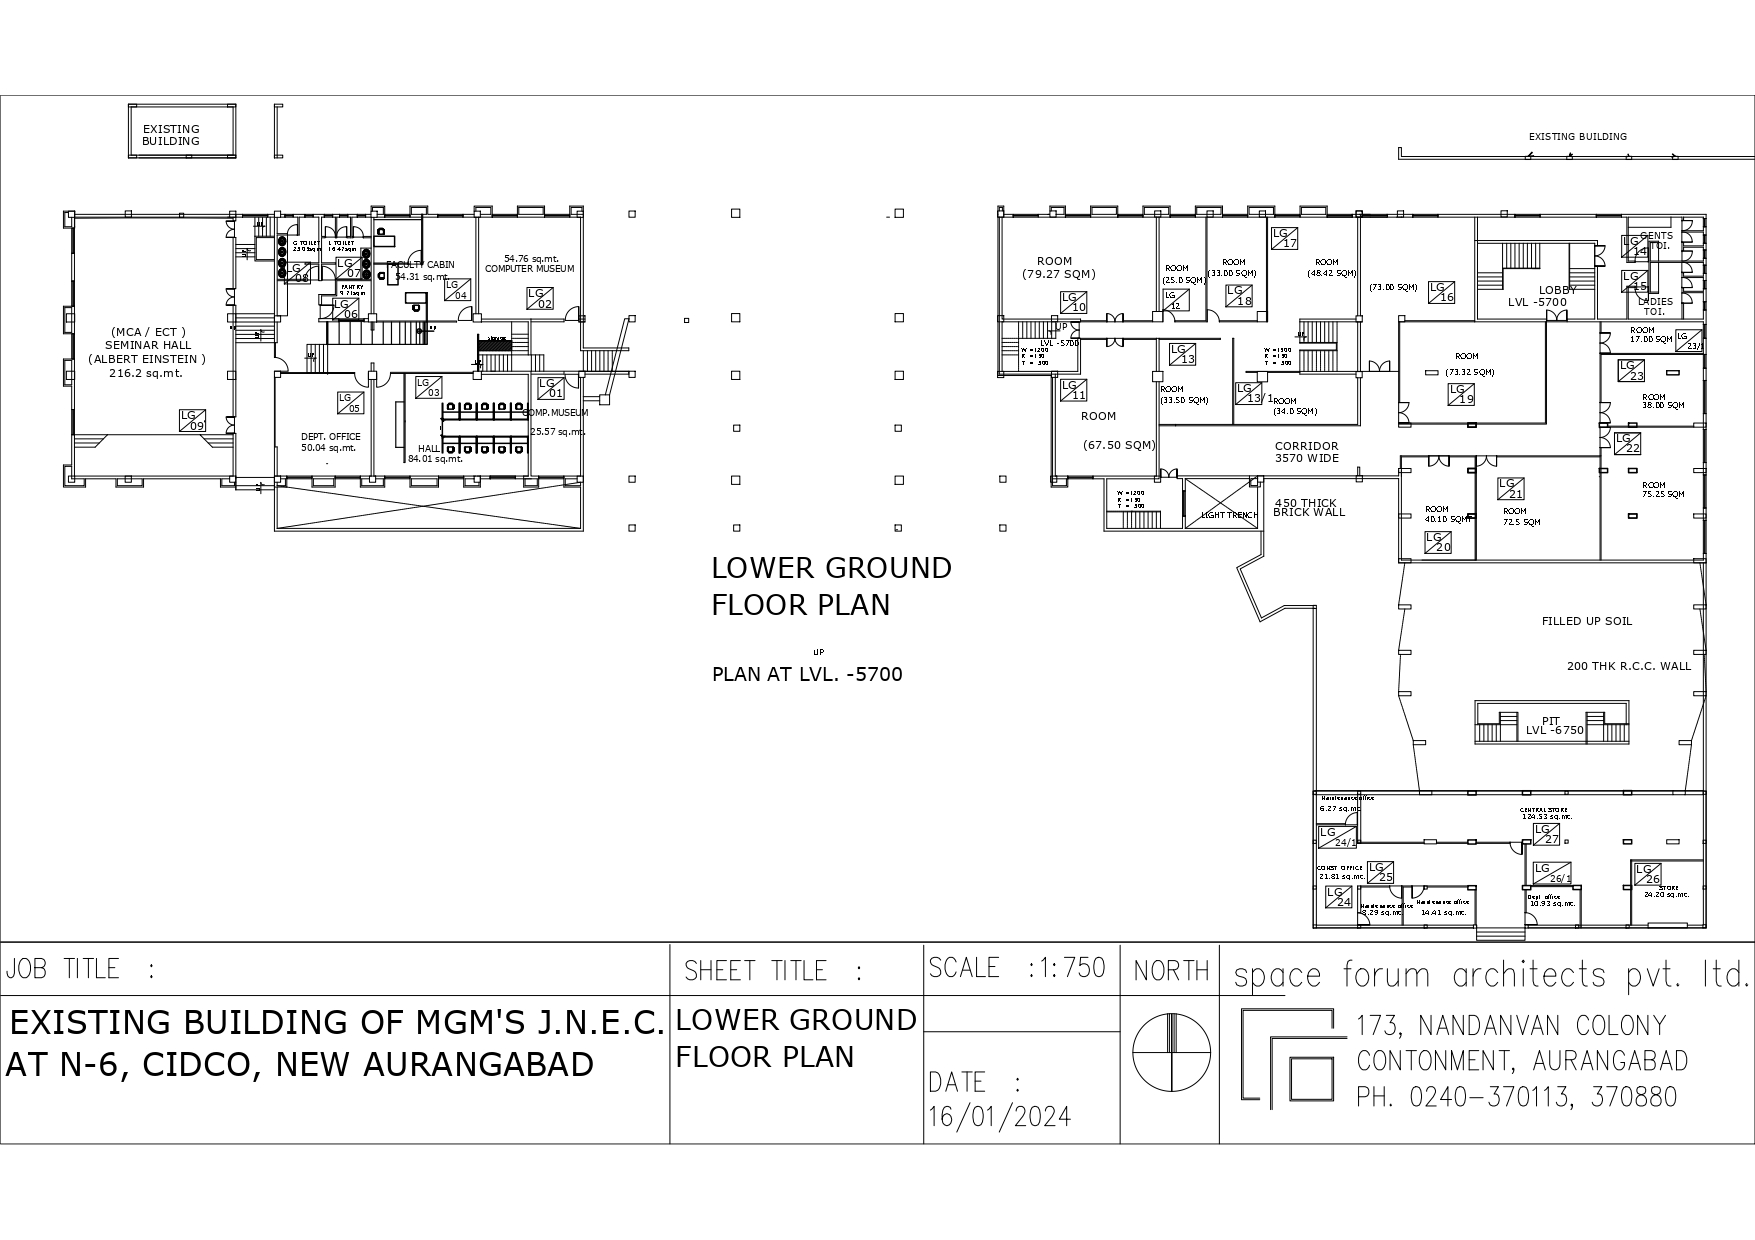 EXISTING
BUILDING
EXISTING BUILDING
(MCA / ECT )
SEMINAR HALL
(ALBERT EINSTEIN )
216.2 sq.mt.
LG
09
G TOILET
LG
08
L TOILET
LG
07
PANTRY
LG
06
FACULTY CABIN
54.31 sq.mt.
LG
04
54.76 sq.mt.
COMPUTER MUSEUM
LG
02
UP
LG
05
DEPT. OFFICE
50.04 sq.mt.
LG
03
HALL
84.01 sq.mt.
LG
01
COMP. MUSEUM
25.57 sq.mt.
ROOM
(79.27 SQM)
LG
10
ROOM
(25.0 SQM)
LG
12
ROOM
(33.00 SQM)
LG
18
LG
17
ROOM
(48.42 SQM)
(73.00 SQM)
LG
16
LOBBY
LVL -5700
GENTS
TOI.
LG
14
LG
15
LADIES
TOI.
UP
LVL -5700
W = 1200
R = 150
T = 300
LG
11
ROOM
(67.50 SQM)
LG
13
ROOM
(33.50 SQM)
W = 1500
R = 150
T = 300
UP
LG
13/1
ROOM
(34.0 SQM)
ROOM
(73.32 SQM)
LG
19
ROOM
17.00 SQM
LG
23/1
LG
23
ROOM
38.00 SQM
LG
22
ROOM
75.25 SQM
CORRIDOR
3570 WIDE
W = 1200
R = 150
T = 300
LIGHT TRENCH
450 THICK
BRICK WALL
ROOM
40.10 SQMT
LG
20
LG
21
ROOM
72.5 SQM
LOWER GROUND
FLOOR PLAN
UP
PLAN AT LVL. -5700
FILLED UP SOIL
200 THK R.C.C. WALL
PIT
LVL -6750
Maintenance office
6.27 sq.mt.
LG
24/1
CENTRAL STORE
124.53 sq.mt.
LG
27
CONST OFFICE
21.81 sq.mt.
LG
25
LG
24
Maintenance office
8.29 sq.mt.
Maintenance office
14.41 sq.mt.
LG
26/1
Dept. office
10.93 sq.mt.
LG
26
STORE
24.20 sq.mt.
JOB TITLE :
EXISTING BUILDING OF MGM'S J.N.E.C.
AT N-6, CIDCO, NEW AURANGABAD
SHEET TITLE :
LOWER GROUND
FLOOR PLAN
SCALE :1:750
DATE :
16/01/2024
NORTH
space forum architects pvt. ltd.
173, NANDANVAN COLONY
CONTONMENT, AURANGABAD
PH. 0240-370113, 370880